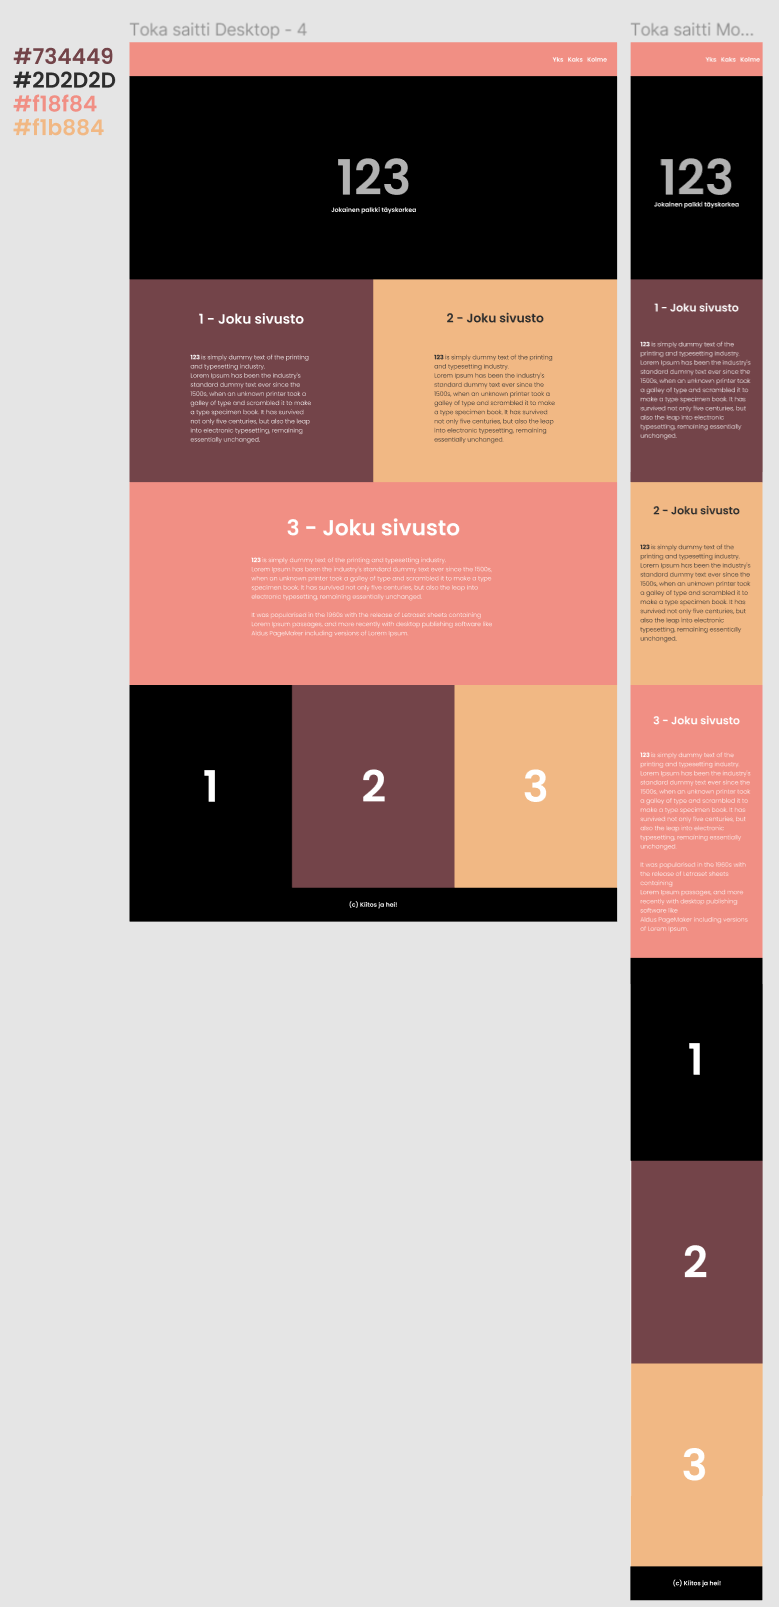 Toka saitti Desktop - 4
Toka saitti Mo...
#734449
#2D2D2D
#f18f84
#f1b884
Yks Kaks Kolme
123
Jokainen palkki täyskorkea
1 - Joku sivusto
123 is simply dummy text of the printing
and typesetting industry.
Lorem Ipsum has been the industry's
standard dummy text ever since the
1500s, when an unknown printer took a
galley of type and scrambled it to make
a type specimen book. It has survived
not only five centuries, but also the leap
into electronic typesetting, remaining
essentially unchanged.
2 - Joku sivusto
123 is simply dummy text of the printing
and typesetting industry.
Lorem Ipsum has been the industry's
standard dummy text ever since the
1500s, when an unknown printer took a
galley of type and scrambled it to make
a type specimen book. It has survived
not only five centuries, but also the leap
into electronic typesetting, remaining
essentially unchanged.
3 - Joku sivusto
123 is simply dummy text of the printing and typesetting industry.
Lorem Ipsum has been the industry's standard dummy text ever since the 1500s,
when an unknown printer took a galley of type and scrambled it to make a type
specimen book. It has survived not only five centuries, but also the leap into
electronic typesetting, remaining essentially unchanged.
It was popularised in the 1960s with the release of Letraset sheets containing
Lorem Ipsum passages, and more recently with desktop publishing software like
Aldus PageMaker including versions of Lorem Ipsum.
1
2
3
(c) Kiitos ja hei!
Yks Kaks Kolme
123
Jokainen palkki täyskorkea
1 - Joku sivusto
123 is simply dummy text of the
printing and typesetting industry.
Lorem Ipsum has been the industry's
standard dummy text ever since the
1500s, when an unknown printer took
a galley of type and scrambled it to
make a type specimen book. It has
survived not only five centuries, but
also the leap into electronic
typesetting, remaining essentially
unchanged.
2 - Joku sivusto
123 is simply dummy text of the
printing and typesetting industry.
Lorem Ipsum has been the industry's
standard dummy text ever since the
1500s, when an unknown printer took
a galley of type and scrambled it to
make a type specimen book. It has
survived not only five centuries, but
also the leap into electronic
typesetting, remaining essentially
unchanged.
3 - Joku sivusto
123 is simply dummy text of the
printing and typesetting industry.
Lorem Ipsum has been the industry's
standard dummy text ever since the
1500s, when an unknown printer took
a galley of type and scrambled it to
make a type specimen book. It has
survived not only five centuries, but
also the leap into electronic
typesetting, remaining essentially
unchanged.
It was popularised in the 1960s with
the release of Letraset sheets
containing
Lorem Ipsum passages, and more
recently with desktop publishing
software like
Aldus PageMaker including versions
of Lorem Ipsum.
1
2
3
(c) Kiitos ja hei!